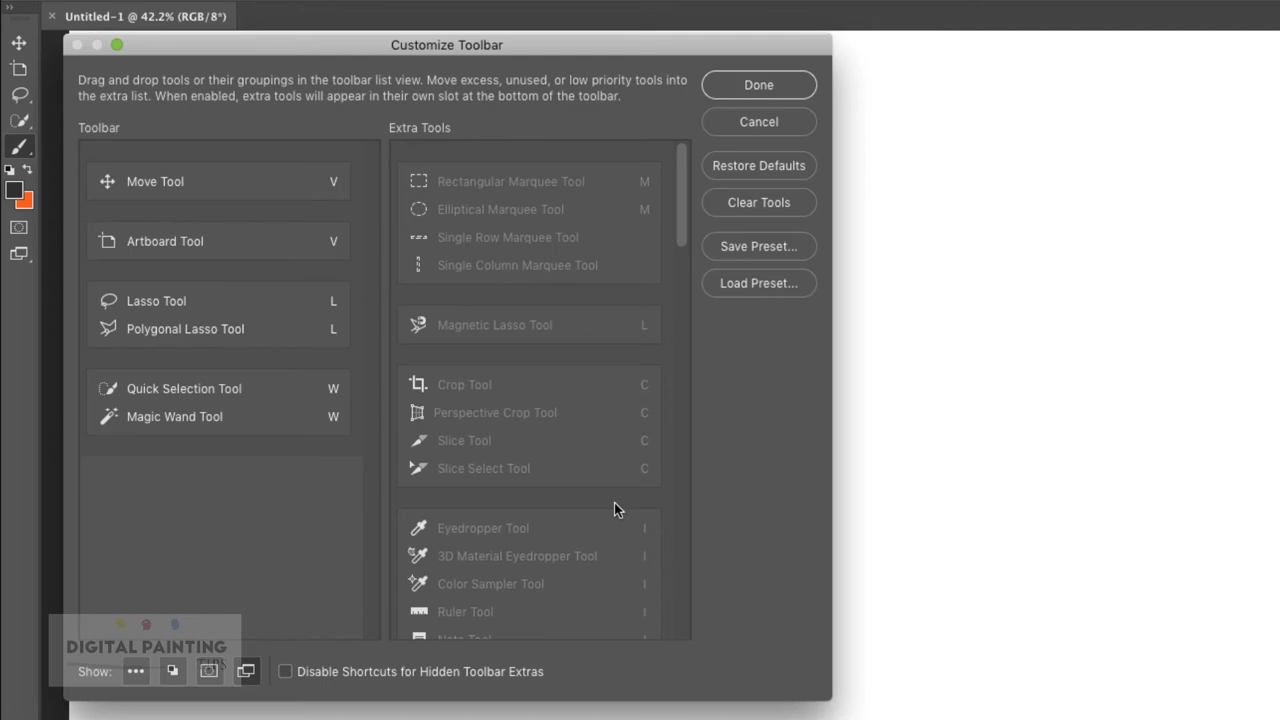 Untitled-1 @ 42.2% (RGB/8*)
Customize Toolbar
Drag and drop tools or their groupings in the toolbar list view. Move excess, unused, or low priority tools into
the extra list. When enabled, extra tools will appear in their own slot at the bottom of the toolbar.
Done
Cancel
Restore Defaults
Clear Tools
Save Preset...
Load Preset...
Toolbar
Move Tool V
Artboard Tool V
Lasso Tool L
Polygonal Lasso Tool L
Quick Selection Tool W
Magic Wand Tool W
Extra Tools
Rectangular Marquee Tool M
Elliptical Marquee Tool M
Single Row Marquee Tool
Single Column Marquee Tool
Magnetic Lasso Tool L
Crop Tool C
Perspective Crop Tool C
Slice Tool C
Slice Select Tool C
Eyedropper Tool I
3D Material Eyedropper Tool I
Color Sampler Tool I
Ruler Tool I
Note Tool
DIGITAL PAINTING
TIPS
Show:
Disable Shortcuts for Hidden Toolbar Extras